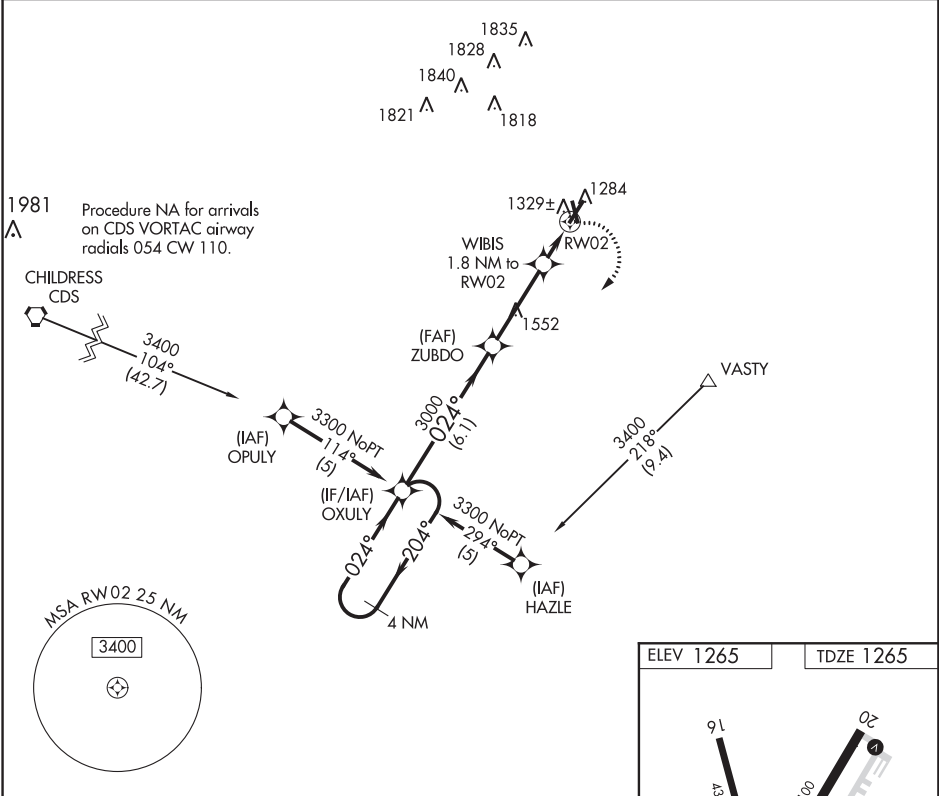 1835
1828
1840
1821
1818
1981
Procedure NA for arrivals
on CDS VORTAC airway
radials 054 CW 110.
1284
1329±
RW02
WIBIS
1.8 NM to
RW02
CHILDRESS
CDS
3400
104°
(42.7)
1552
(FAF)
ZUBDO
VASTY
3400
218°
(9.4)
3000
024°
(6.1)
(IAF)
OPULY
3300 NoPT
114°
(5)
(IF/IAF)
OXULY
3300 NoPT
294°
(5)
(IAF)
HAZLE
024°
204°
4 NM
MSA RW02 25 NM
3400
ELEV 1265
TDZE 1265
16
20
V